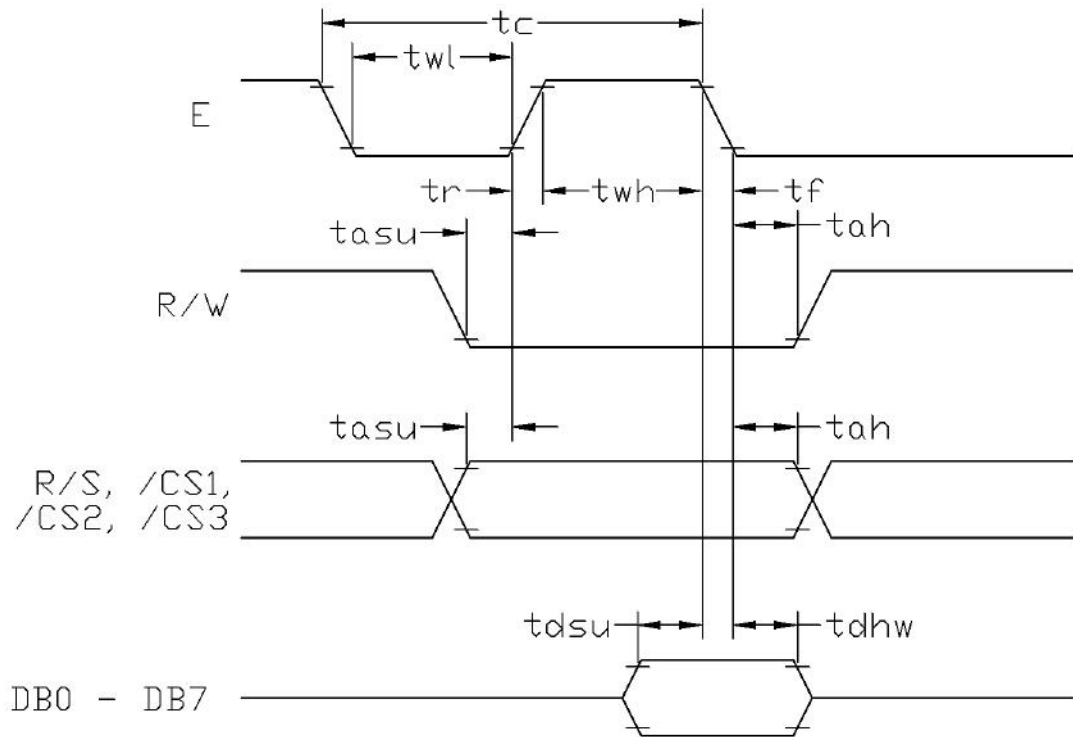 tc
twl
E
tr
twh
tf
tasu
tah
R/W
tasu
tah
R/S, /CS1,
/CS2, /CS3
tdsu
tdhw
DB0 - DB7